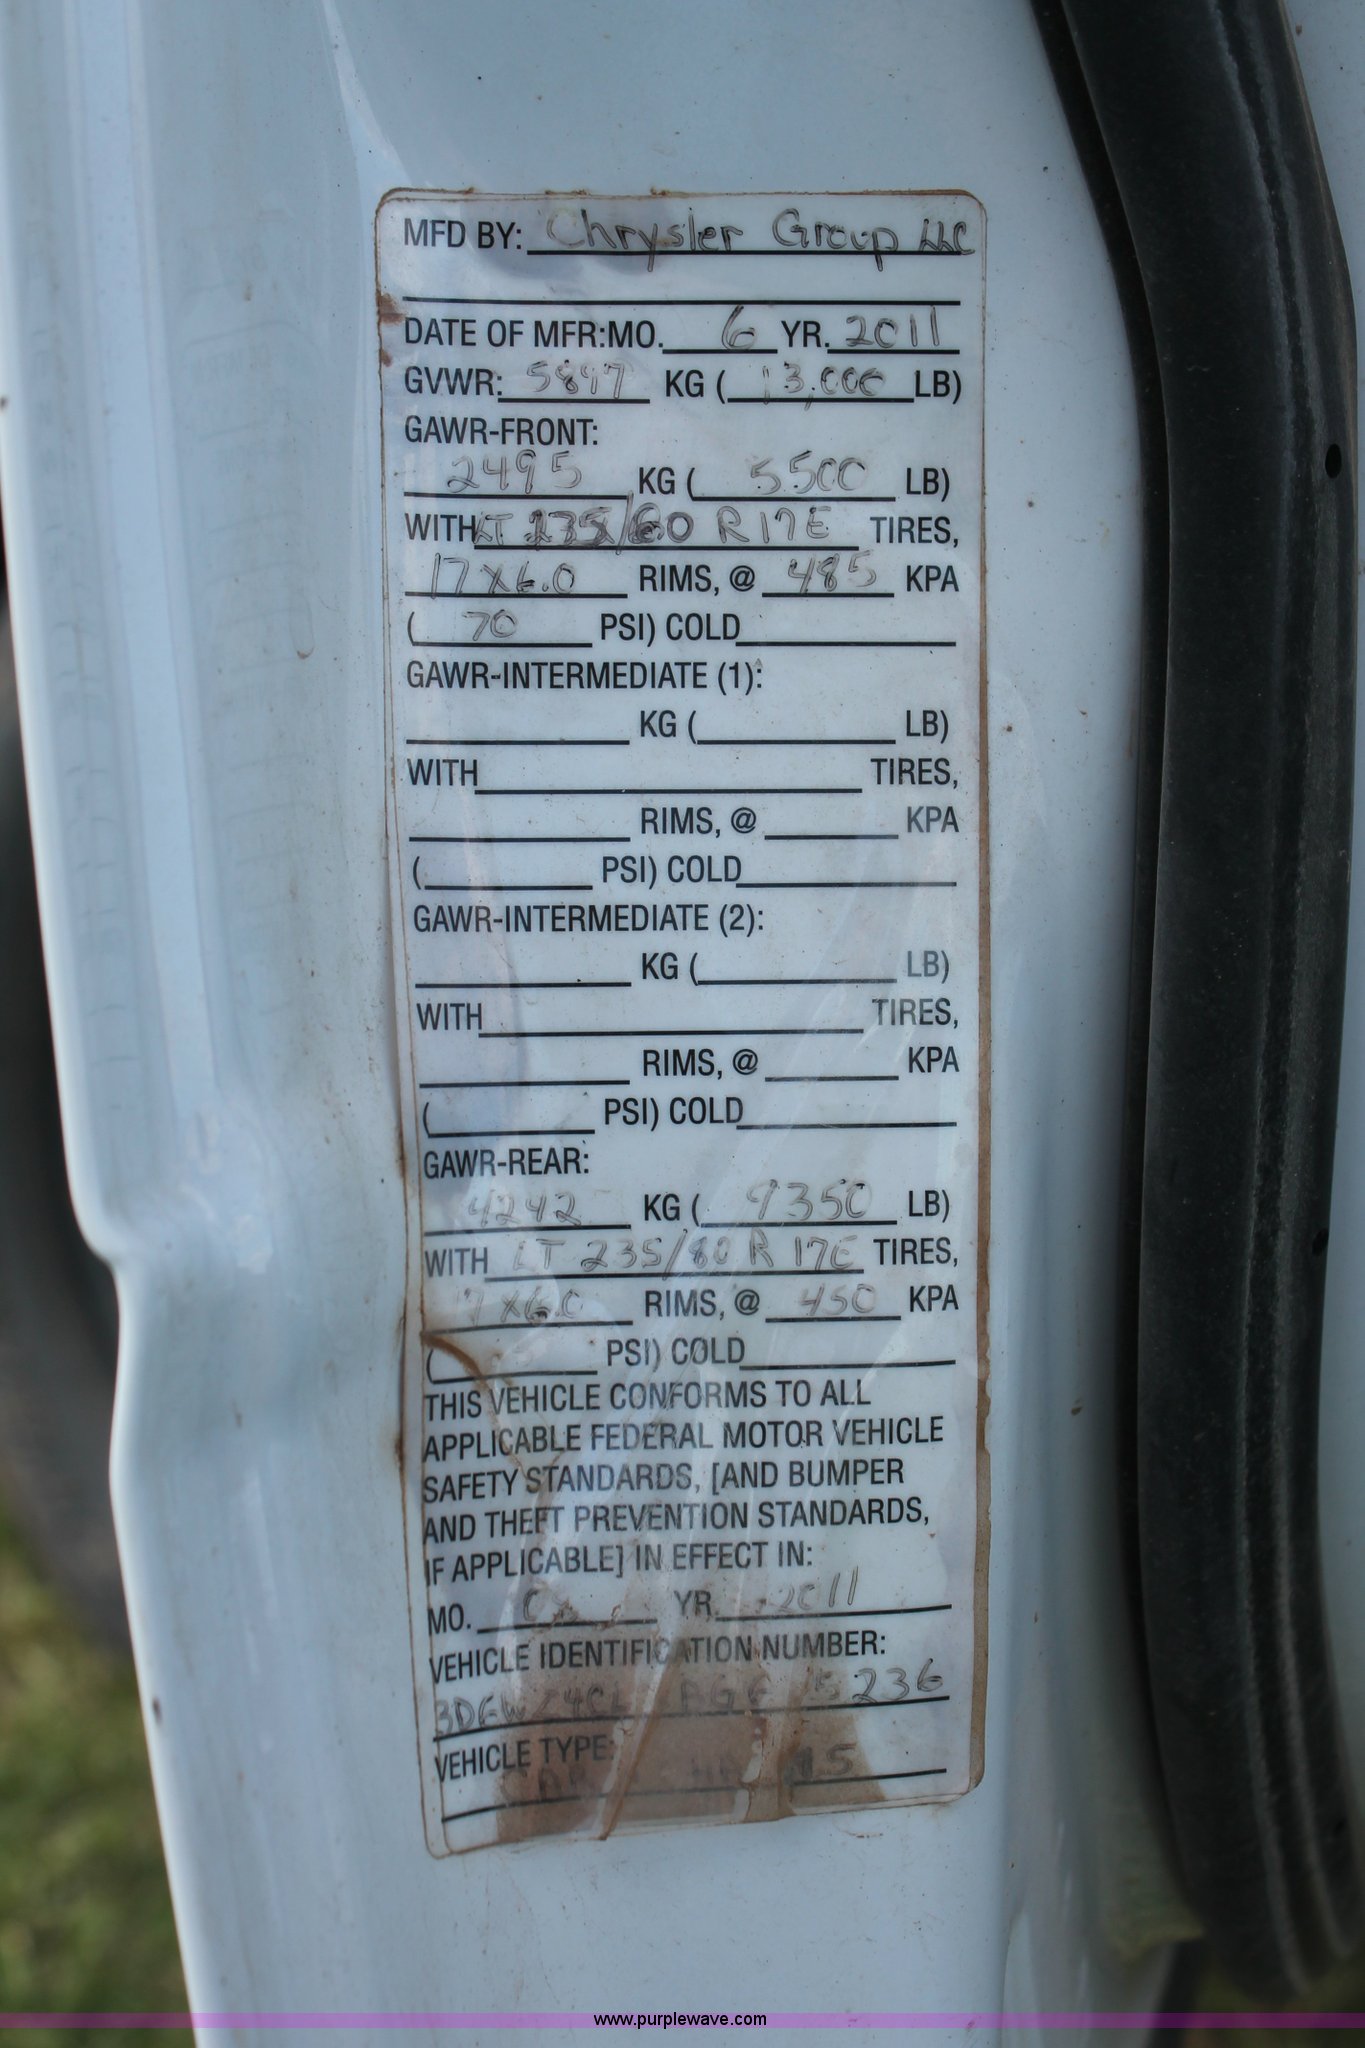 MFD BY: Chrysler Group LLC
DATE OF MFR:MO. 6 YR. 2011
GVWR: 5897 KG ( 13,000 LB)
GAWR-FRONT:
2495 KG ( 5500 LB)
WITH LT 235/80 R 17E TIRES,
17 X 6.0 RIMS, @ 485 KPA
( 70 PSI) COLD
GAWR-INTERMEDIATE (1):
KG ( LB)
WITH TIRES,
RIMS, @ KPA
( PSI) COLD
GAWR-INTERMEDIATE (2):
KG ( LB)
WITH TIRES,
RIMS, @ KPA
( PSI) COLD
GAWR-REAR:
4242 KG ( 9350 LB)
WITH LT 235/80 R 17E TIRES,
17 X 6.0 RIMS, @ 450 KPA
( PSI) COLD
THIS VEHICLE CONFORMS TO ALL
APPLICABLE FEDERAL MOTOR VEHICLE
SAFETY STANDARDS, [AND BUMPER
AND THEFT PREVENTION STANDARDS,
IF APPLICABLE] IN EFFECT IN:
MO. YR. 2011
VEHICLE IDENTIFICATION NUMBER:
VEHICLE TYPE:
www.purplewave.com